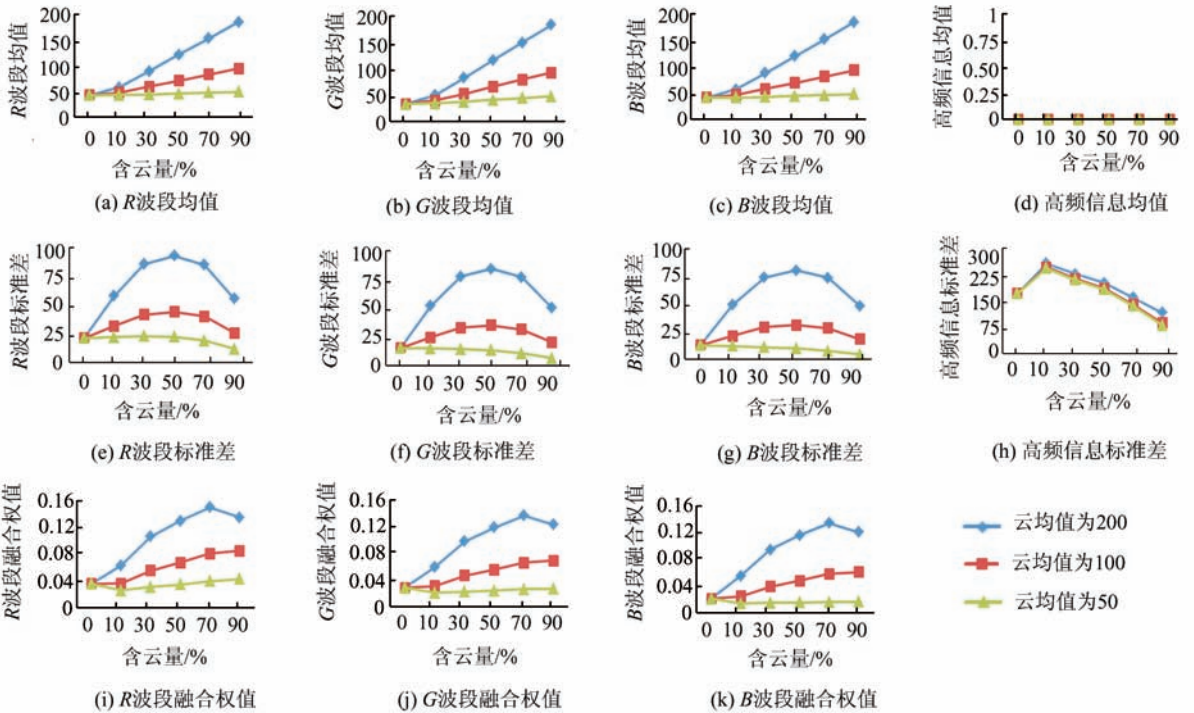 R波段均值
200
150
100
50
0
0 10 30 50 70 90
含云量/%
(a) R波段均值
G波段均值
200
150
100
50
0
0 10 30 50 70 90
含云量/%
(b) G波段均值
B波段均值
200
150
100
50
0
0 10 30 50 70 90
含云量/%
(c) B波段均值
高频信息均值
1
0.75
0.5
0.25
0
0 10 30 50 70 90
含云量/%
(d) 高频信息均值
R波段标准差
100
75
50
25
0
0 10 30 50 70 90
含云量/%
(e) R波段标准差
G波段标准差
100
75
50
25
0
0 10 30 50 70 90
含云量/%
(f) G波段标准差
B波段标准差
100
75
50
25
0
0 10 30 50 70 90
含云量/%
(g) B波段标准差
高频信息标准差
300
225
150
75
0
0 10 30 50 70 90
含云量/%
(h) 高频信息标准差
R波段融合权值
0.16
0.12
0.08
0.04
0
0 10 30 50 70 90
含云量/%
(i) R波段融合权值
G波段融合权值
0.16
0.12
0.08
0.04
0
0 10 30 50 70 90
含云量/%
(j) G波段融合权值
B波段融合权值
0.16
0.12
0.08
0.04
0
0 10 30 50 70 90
含云量/%
(k) B波段融合权值
云均值为200
云均值为100
云均值为50